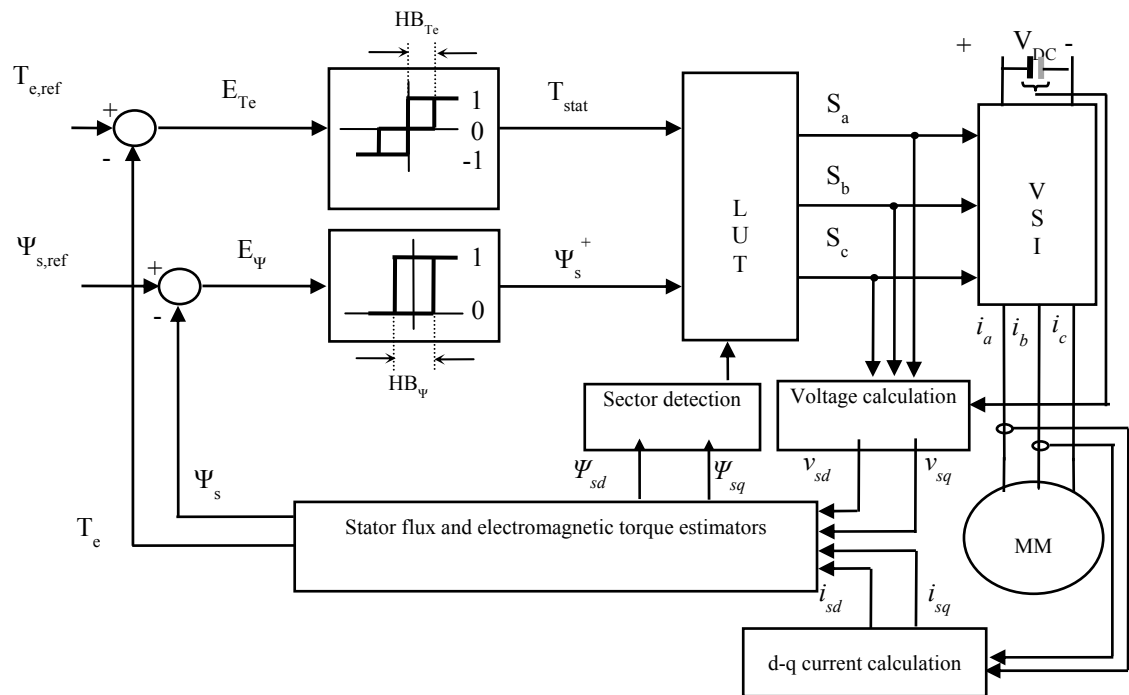 HB_Te
+ V_DC -
T_e,ref
E_Te
1
0
-1
T_stat
+
-
S_a
S_b
S_c
L
U
T
V
S
I
Ψ_s,ref
E_Ψ
1
0
Ψ_s^+
+
-
HB_Ψ
i_a i_b i_c
Sector detection
Voltage calculation
Ψ_sd Ψ_sq
v_sd v_sq
Ψ_s
T_e
Stator flux and electromagnetic torque estimators
MM
i_sd i_sq
d-q current calculation